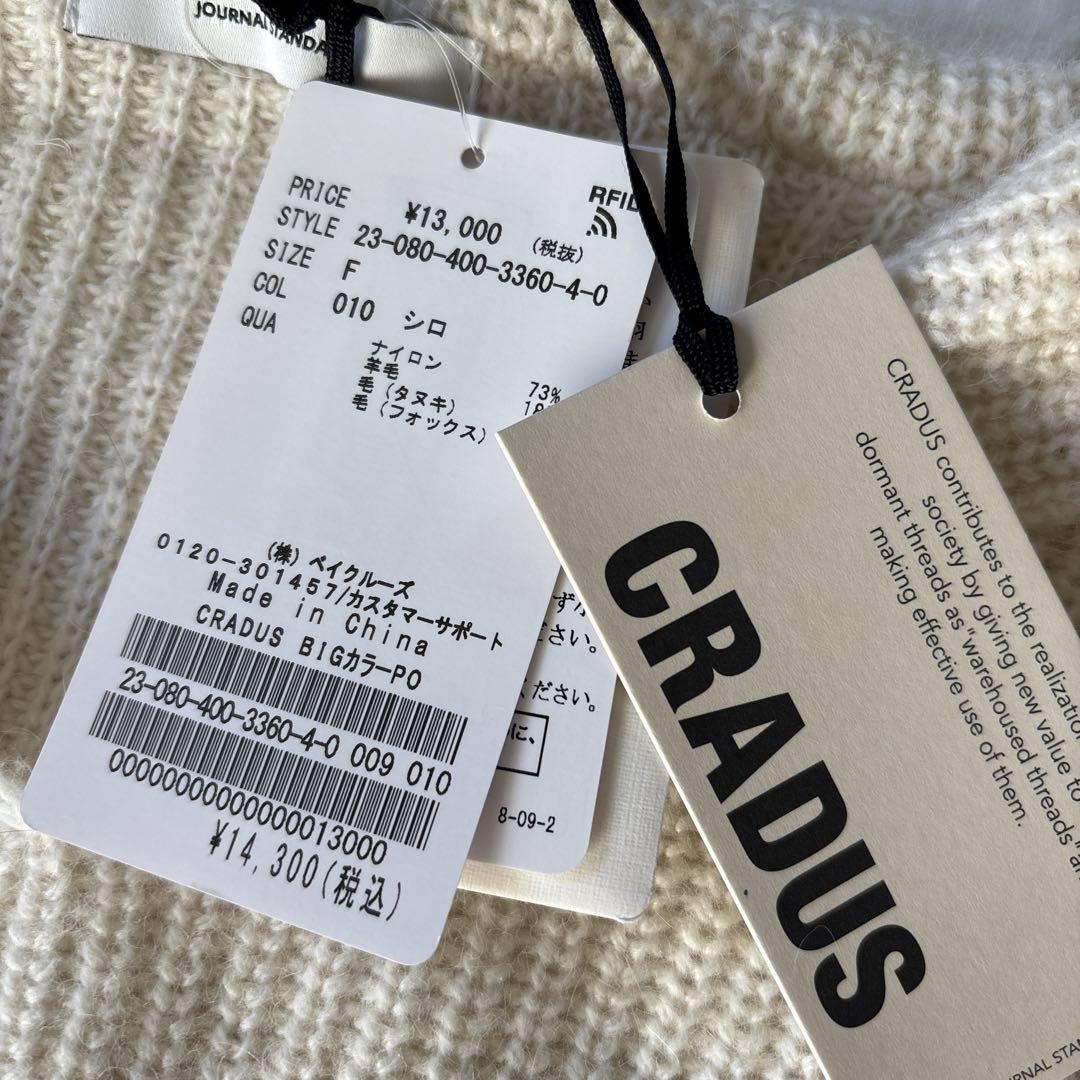 JOURNAL STANDA
PRICE ¥13,000 (税抜)
RFID
STYLE 23-080-400-3360-4-0
SIZE F
COL 010 シロ
QUA
ナイロン 73%
羊毛
毛(タヌキ)
毛(フォックス)
(株)ベイクルーズ
0120-301457/カスタマーサポート
Made in China
CRADUS BIGカラーPO
23-080-400-3360-4-0 009 010
000000000000000013000
¥14,300(税込)
さい。
ください。
に、
8-09-2
CRADUS
CRADUS contributes to the realization
society by giving new value to
dormant threads as "warehoused threads
making effective use of them.